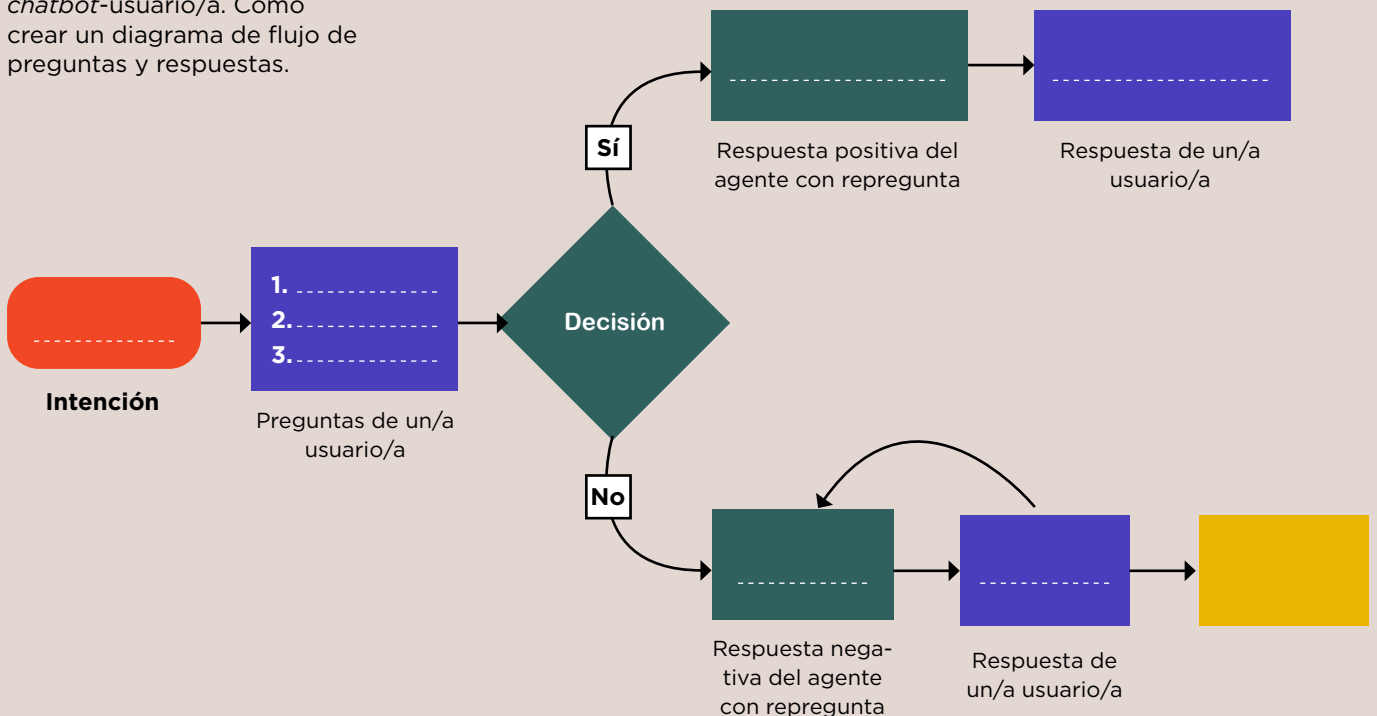 chatbot-usuario/a. Cómo
crear un diagrama de flujo de
preguntas y respuestas.
Sí
Respuesta positiva del
agente con repregunta
Respuesta de un/a
usuario/a
Intención
1.
2.
3.
Preguntas de un/a
usuario/a
Decisión
No
Respuesta nega-
tiva del agente
con repregunta
Respuesta de
un/a usuario/a